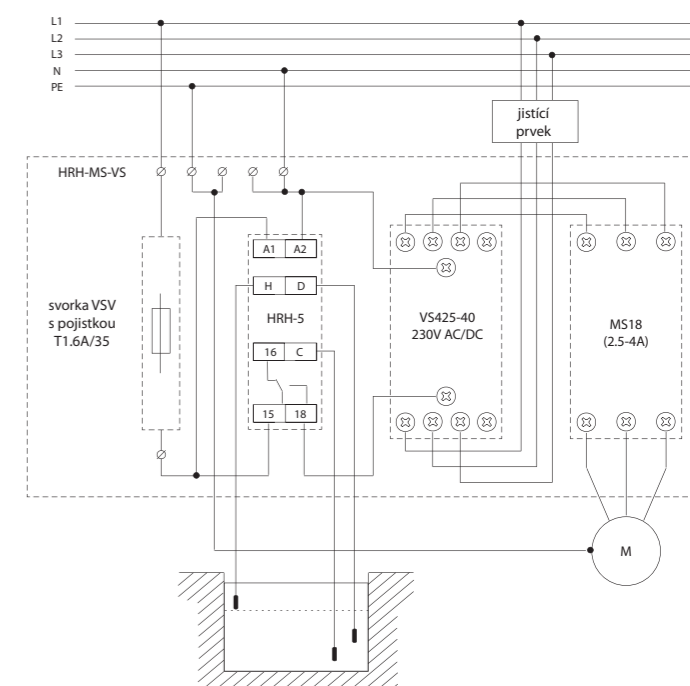 L1
L2
L3
N
PE
jistící
prvek
HRH-MS-VS
A1 A2
H D
HRH-5
svorka VSV
s pojistkou
T1.6A/35
VS425-40
230V AC/DC
MS18
(2.5-4A)
16 C
15 18
M